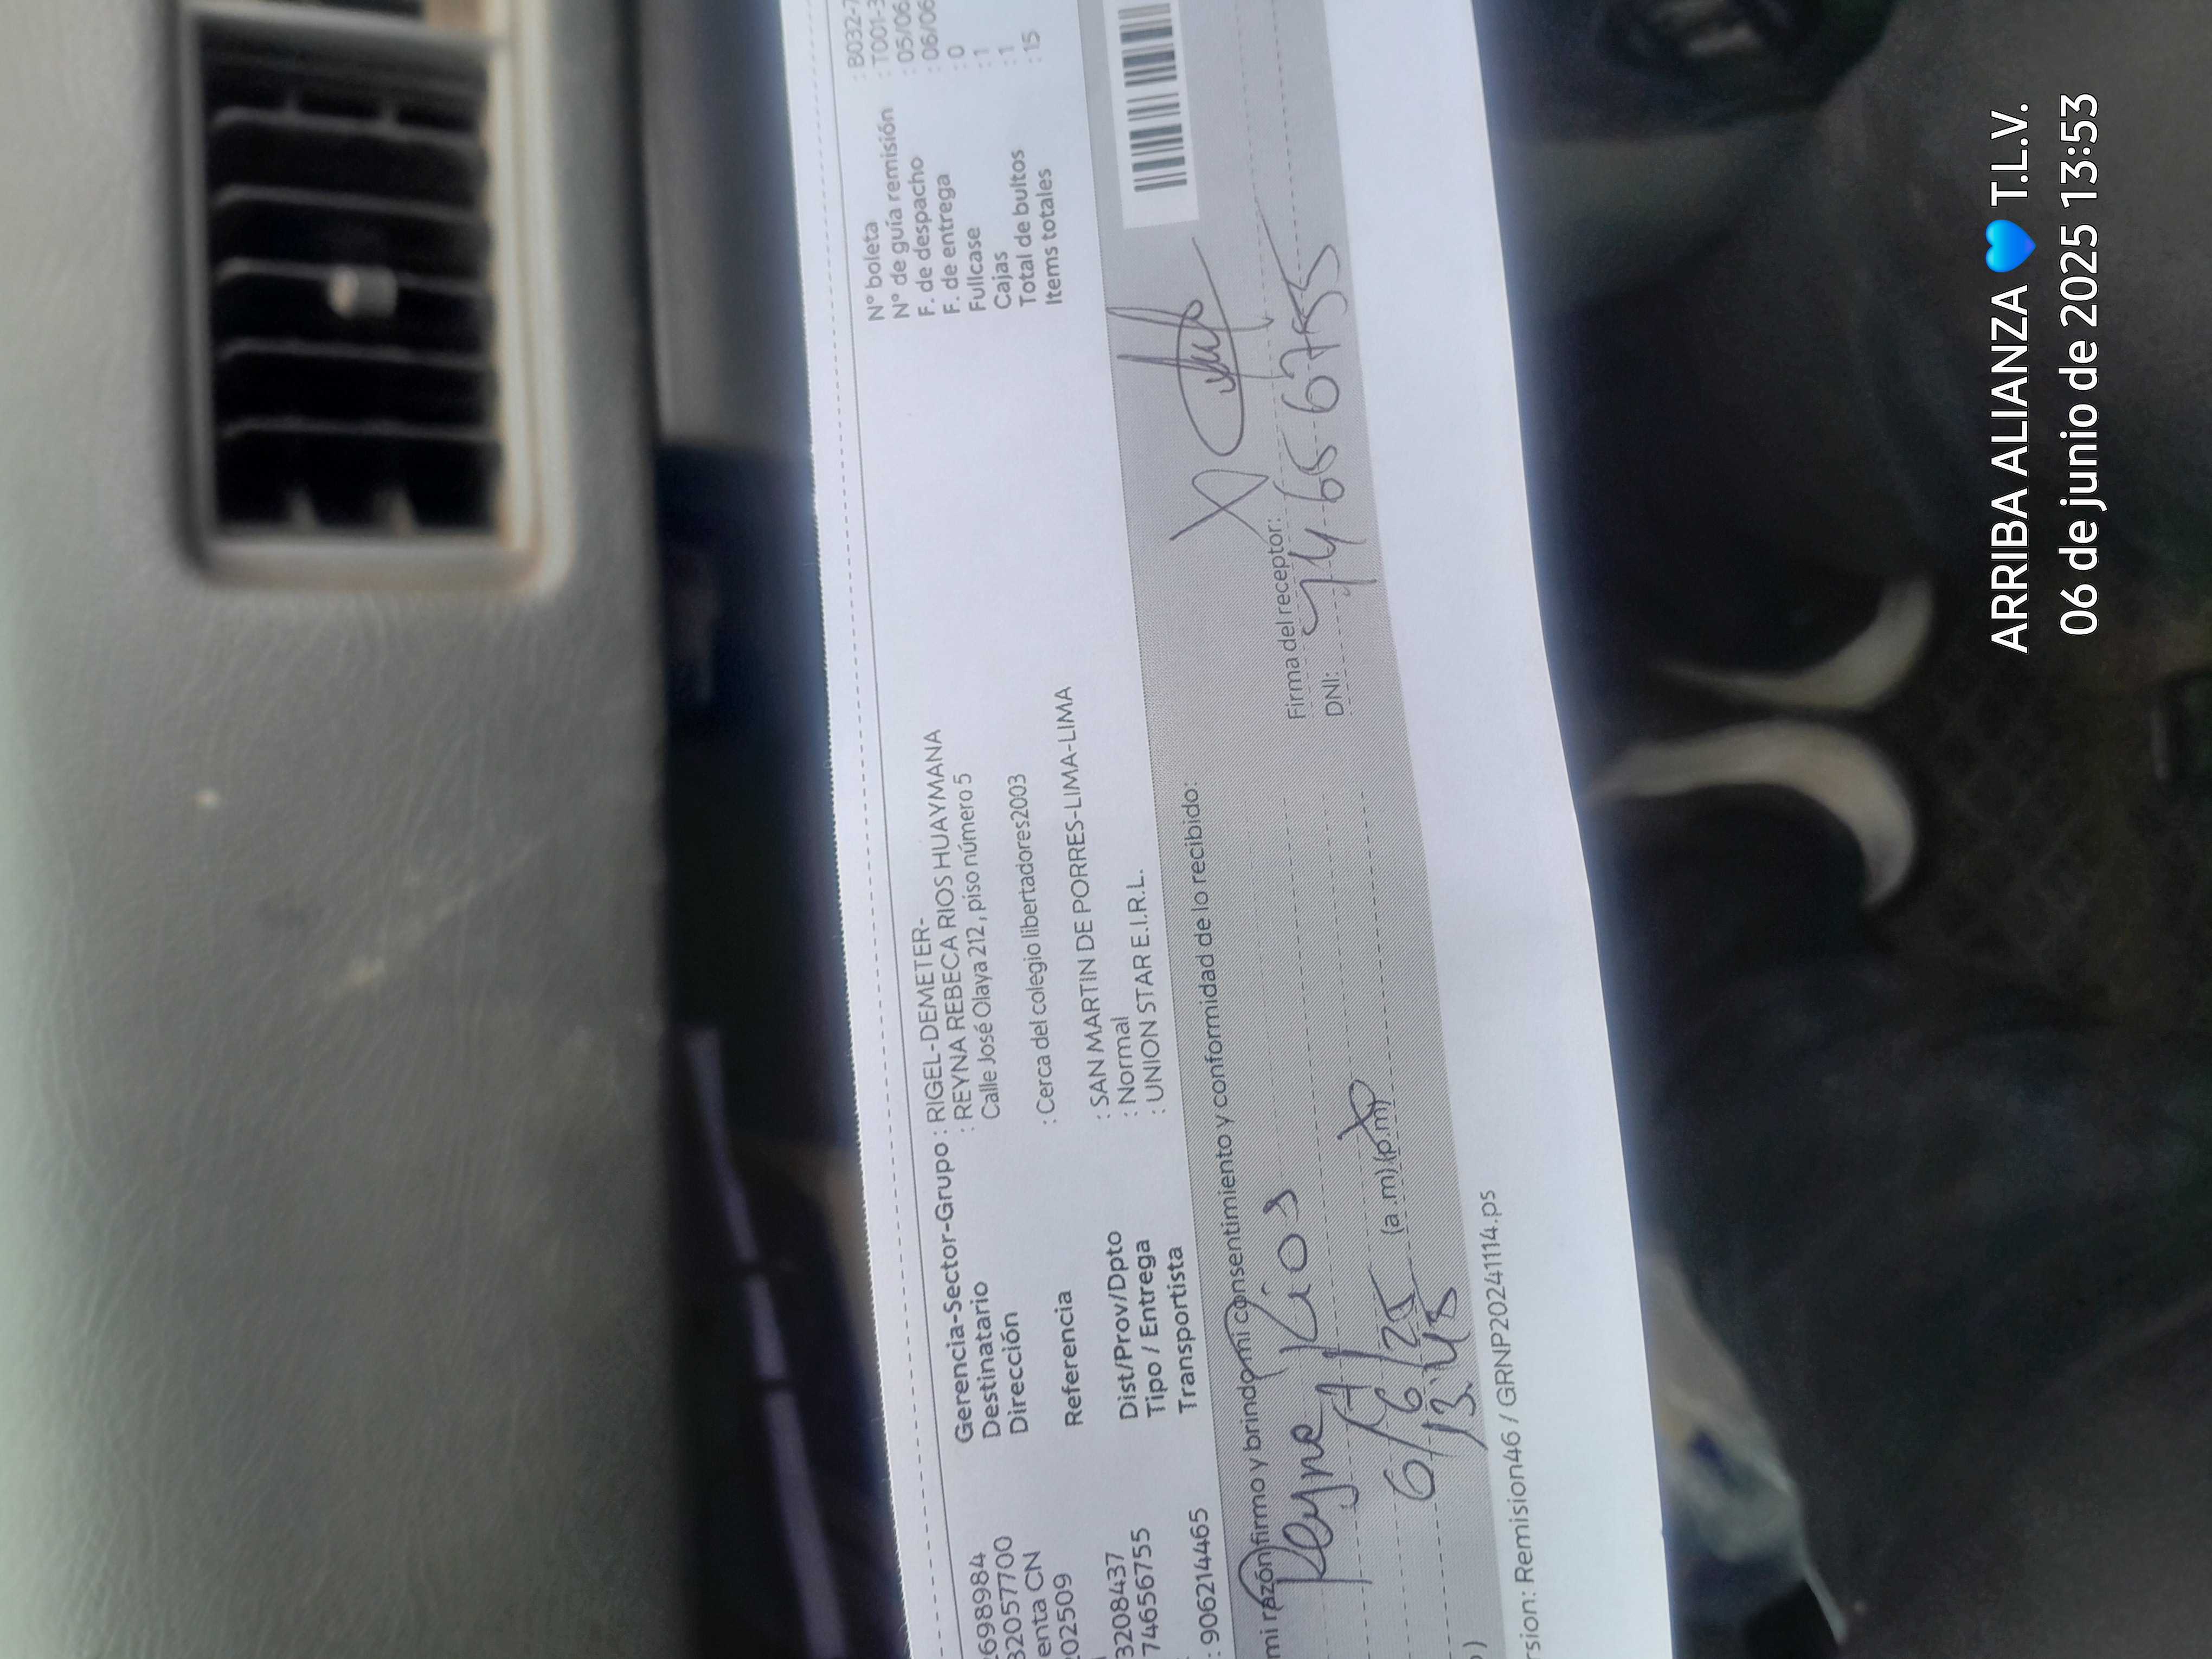 698984
32057700
enta CN
02509
3208437
74656755
: 906214465
Gerencia-Sector-Grupo : RIGEL-DEMETER-
Destinatario : REYNA REBECA RIOS HUAYMANA
Dirección Calle José Olaya 212 , piso número 5
Referencia : Cerca del colegio libertadores2003
Dist/Prov/Dpto : SAN MARTIN DE PORRES-LIMA-LIMA
Tipo / Entrega : Normal
Transportista : UNION STAR E.I.R.L.
N° boleta : B032-
N° de guía remisión : T001-3
F. de despacho : 05/06
F. de entrega : 06/06
Fullcase : 0
Cajas : 1
Total de bultos : 1
Items totales : 15
mi razón firmo y brindo mi consentimiento y conformidad de lo recibido:
Reyna Rios
6/6/25
13:48 (a.m) (p.m)
Firma del receptor:
DNI: 74656755
rsion: Remision46 / GRNP20241114.ps
ARRIBA ALIANZA 💙 T.L.V.
06 de junio de 2025 13:53